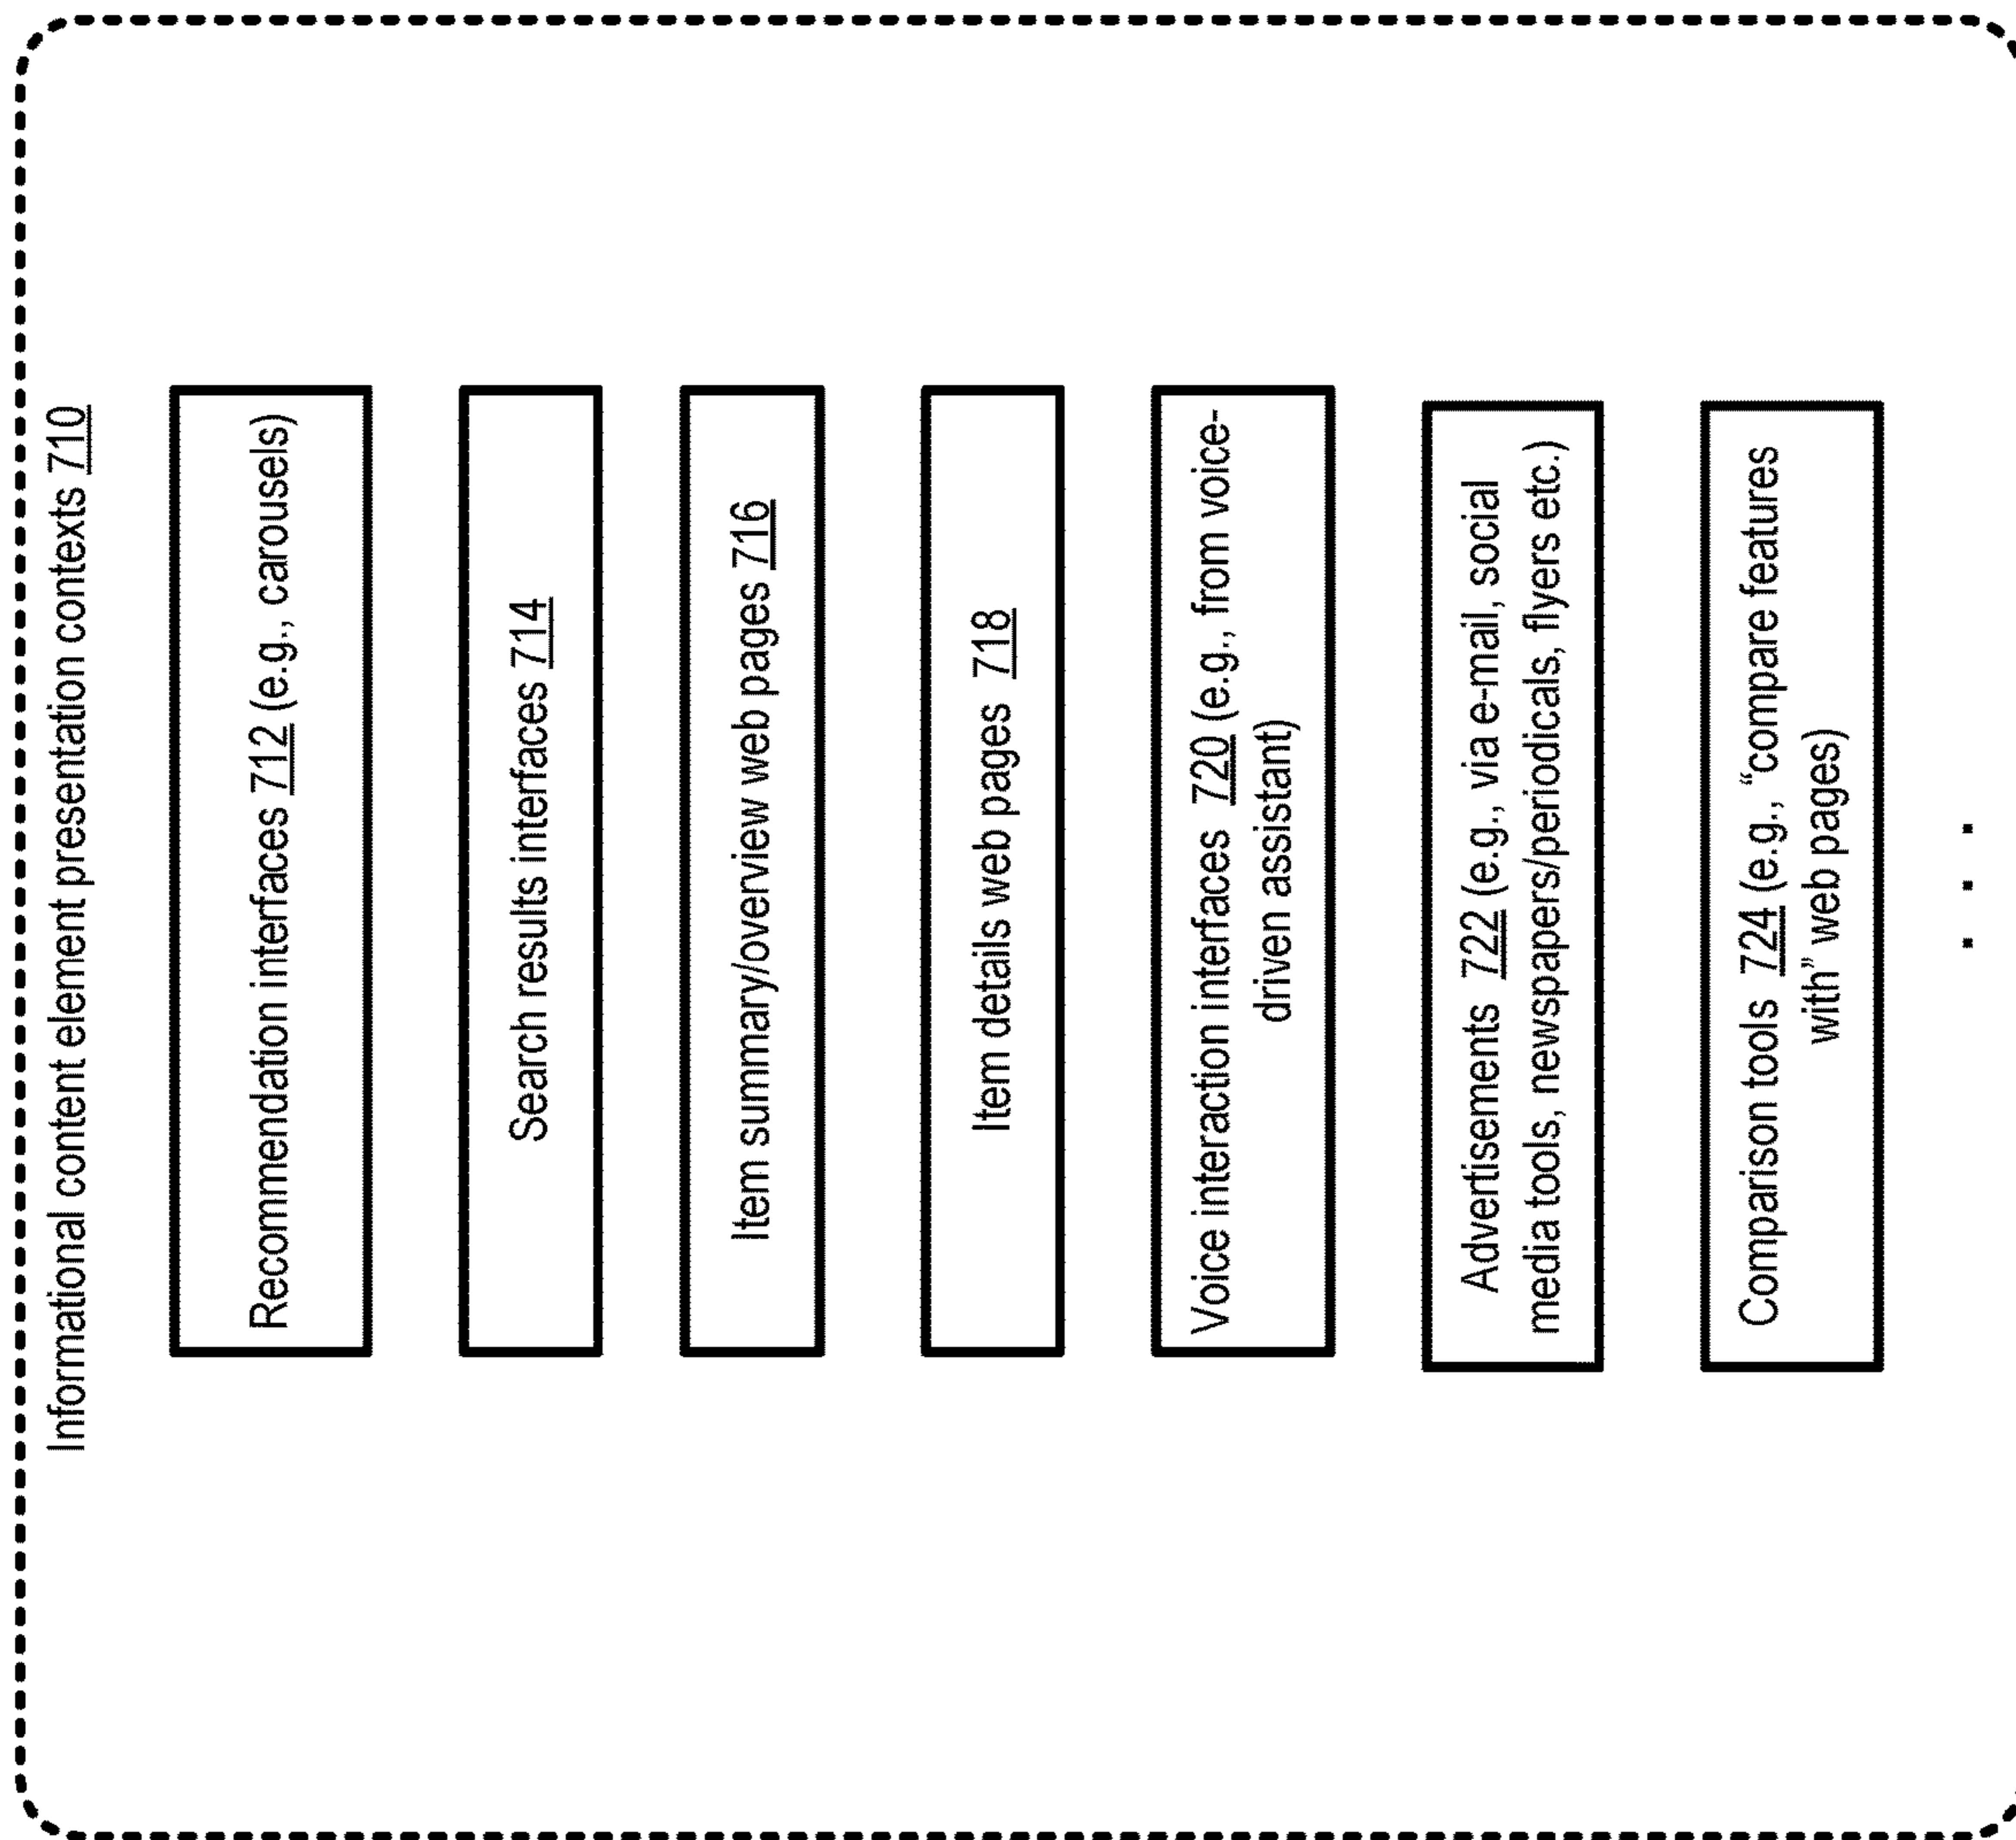 Informational content element presentation contexts 710
Recommendation interfaces 712 (e.g., carousels)
Search results interfaces 714
Item summary/overview web pages 716
Item details web pages 718
Voice interaction interfaces 720 (e.g., from voice-
driven assistant)
Advertisements 722 (e.g., via e-mail, social
media tools, newspapers/periodicals, flyers etc.)
Comparison tools 724 (e.g., “compare features
with” web pages)
. . .